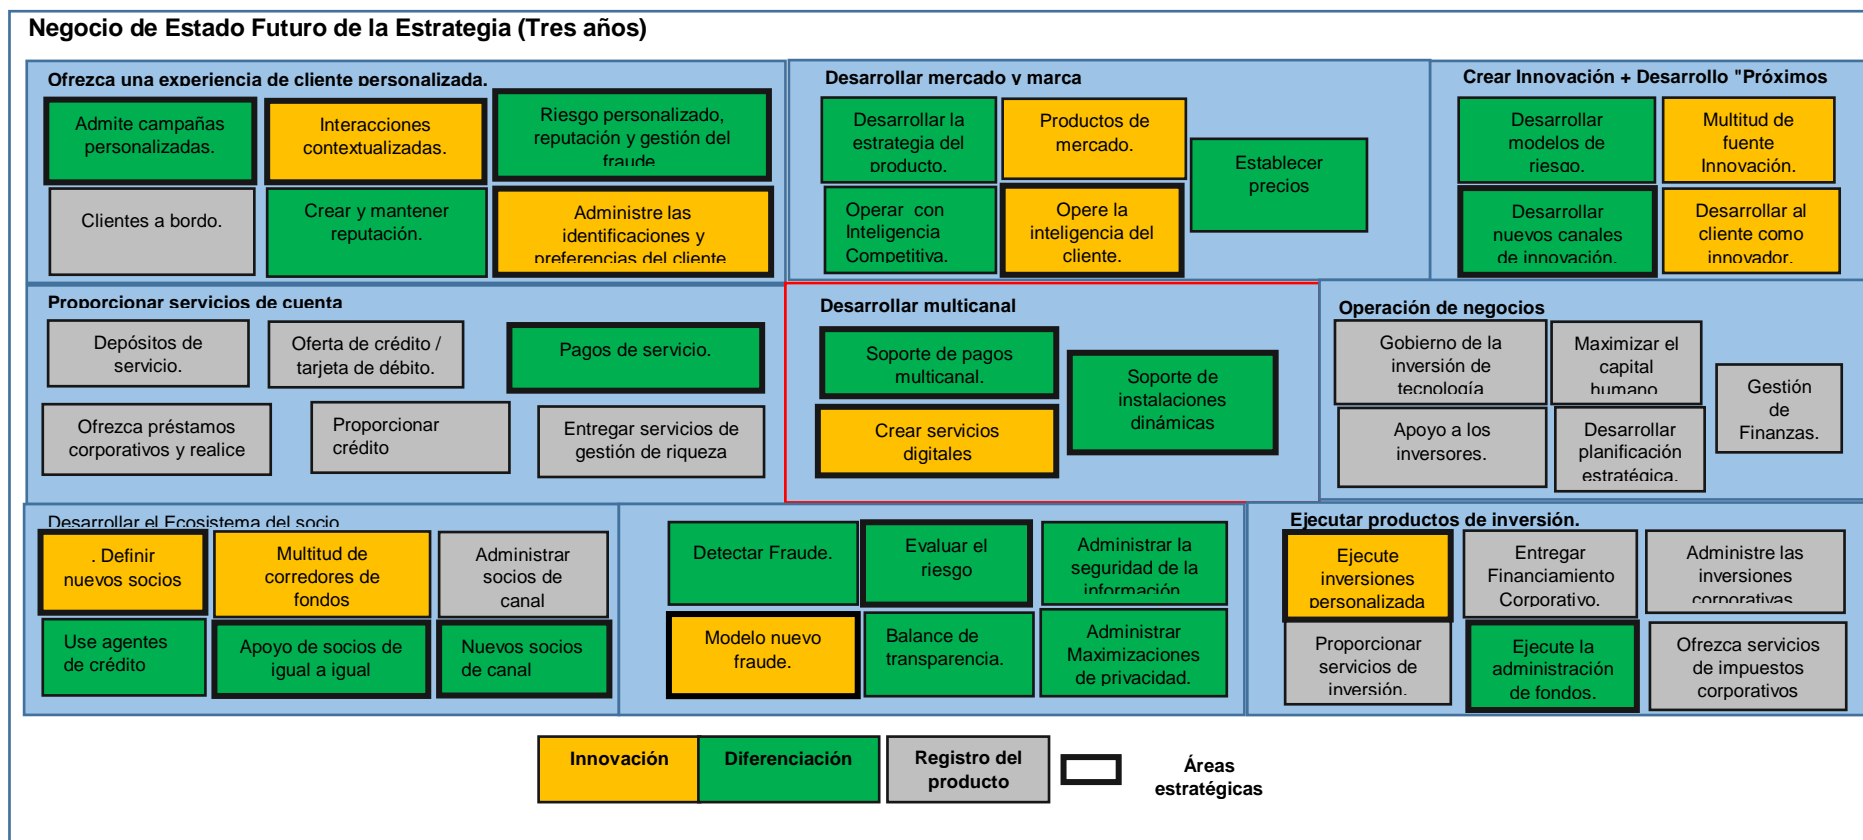 Negocio de Estado Futuro de la Estrategia (Tres años)
Ofrezca una experiencia de cliente personalizada.
Admite campañas
personalizadas.
Interacciones
contextualizadas.
Riesgo personalizado,
reputación y gestión del
fraude
Clientes a bordo.
Crear y mantener
reputación.
Administre las
identificaciones y
preferencias del cliente
Desarrollar mercado y marca
Desarrollar la
estrategia del
producto.
Productos de
mercado.
Establecer
precios
Operar con
Inteligencia
Competitiva.
Opere la
inteligencia del
cliente.
Crear Innovación + Desarrollo "Próximos
Desarrollar
modelos de
riesgo.
Multitud de
fuente
Innovación.
Desarrollar
nuevos canales
de innovación.
Desarrollar al
cliente como
innovador.
Proporcionar servicios de cuenta
Depósitos de
servicio.
Oferta de crédito /
tarjeta de débito.
Pagos de servicio.
Ofrezca préstamos
corporativos y realice
Proporcionar
crédito
Entregar servicios de
gestión de riqueza
Desarrollar multicanal
Soporte de pagos
multicanal.
Soporte de
instalaciones
dinámicas
Crear servicios
digitales
Operación de negocios
Gobierno de la
inversión de
tecnología
Maximizar el
capital
humano
Gestión
de
Finanzas.
Apoyo a los
inversores.
Desarrollar
planificación
estratégica.
Desarrollar el Ecosistema del socio
. Definir
nuevos socios
Multitud de
corredores de
fondos
Administrar
socios de
canal
Use agentes
de crédito
Apoyo de socios de
igual a igual
Nuevos socios
de canal
Detectar Fraude.
Evaluar el
riesgo
Administrar la
seguridad de la
información
Modelo nuevo
fraude.
Balance de
transparencia.
Administrar
Maximizaciones
de privacidad.
Ejecutar productos de inversión.
Ejecute
inversiones
personalizada
Entregar
Financiamiento
Corporativo.
Administre las
inversiones
corporativas
Proporcionar
servicios de
inversión.
Ejecute la
administración
de fondos.
Ofrezca servicios
de impuestos
corporativos
Innovación
Diferenciación
Registro del
producto
Áreas
estratégicas